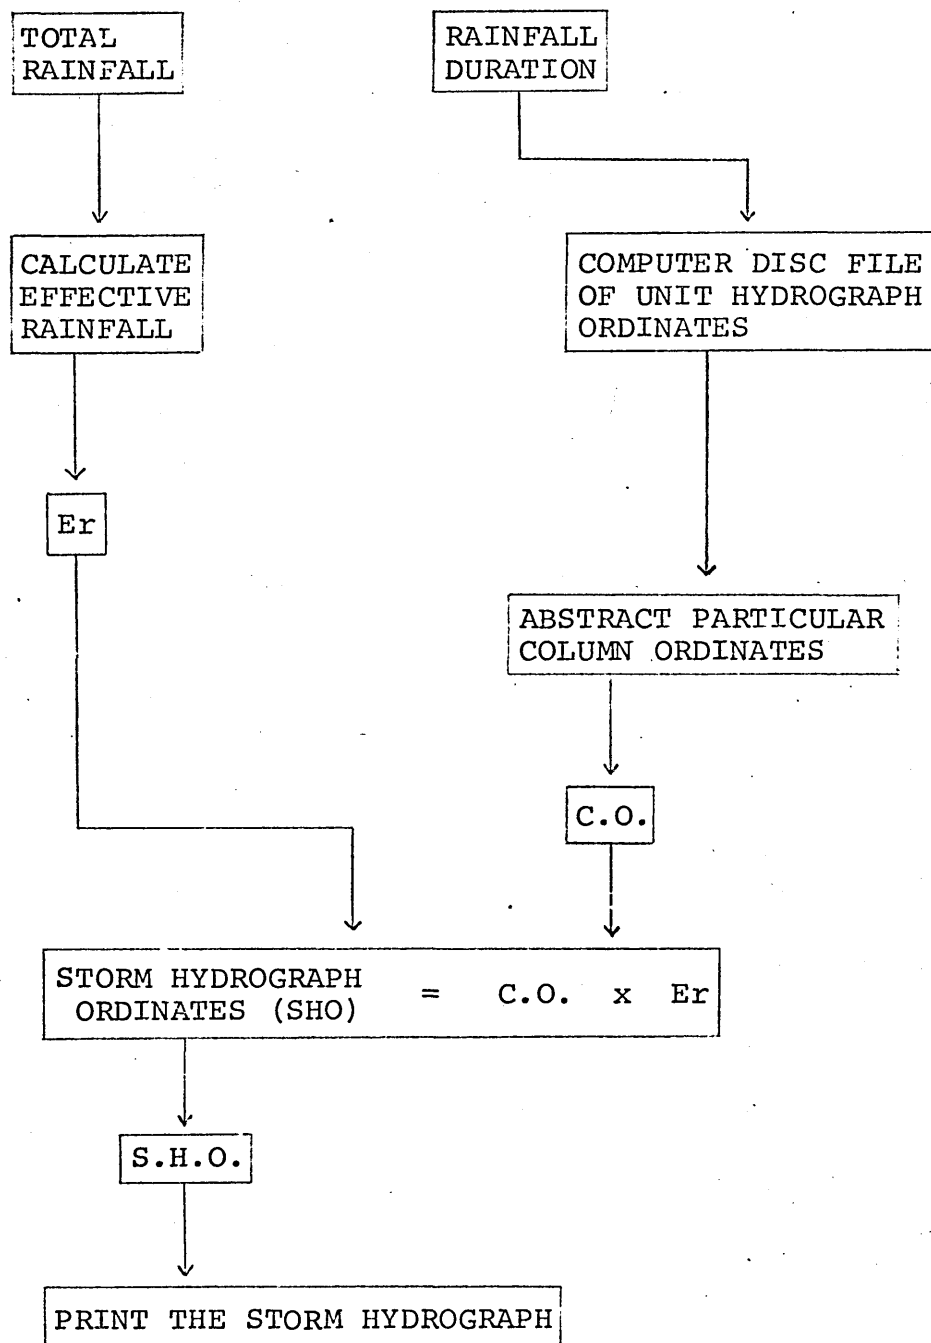 TOTAL
RAINFALL
RAINFALL
DURATION
CALCULATE
EFFECTIVE
RAINFALL
COMPUTER DISC FILE
OF UNIT HYDROGRAPH
ORDINATES
Er
ABSTRACT PARTICULAR
COLUMN ORDINATES
C.O.
STORM HYDROGRAPH
ORDINATES (SHO) = C.O. x Er
S.H.O.
PRINT THE STORM HYDROGRAPH